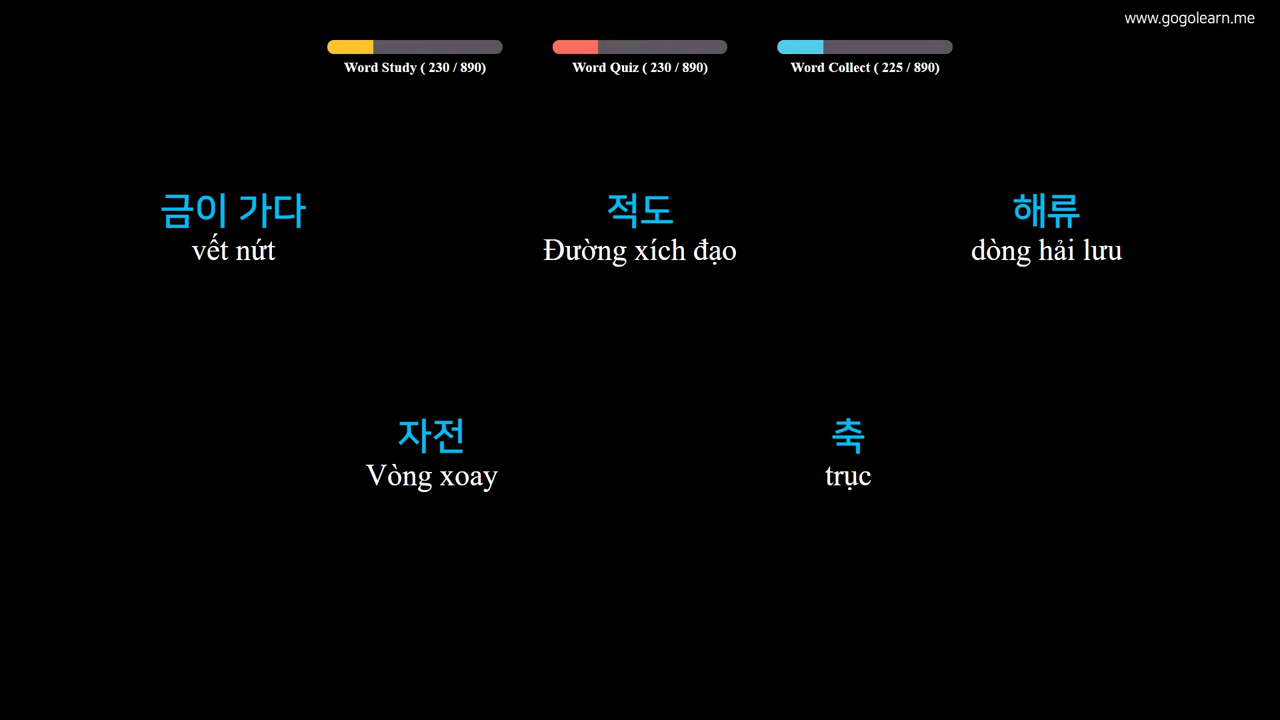 www.gogolearn.me
Word Study ( 230 / 890)
Word Quiz ( 230 / 890)
Word Collect ( 225 / 890)
금이 가다
vết nứt
적도
Đường xích đạo
해류
dòng hải lưu
자전
Vòng xoay
축
trục